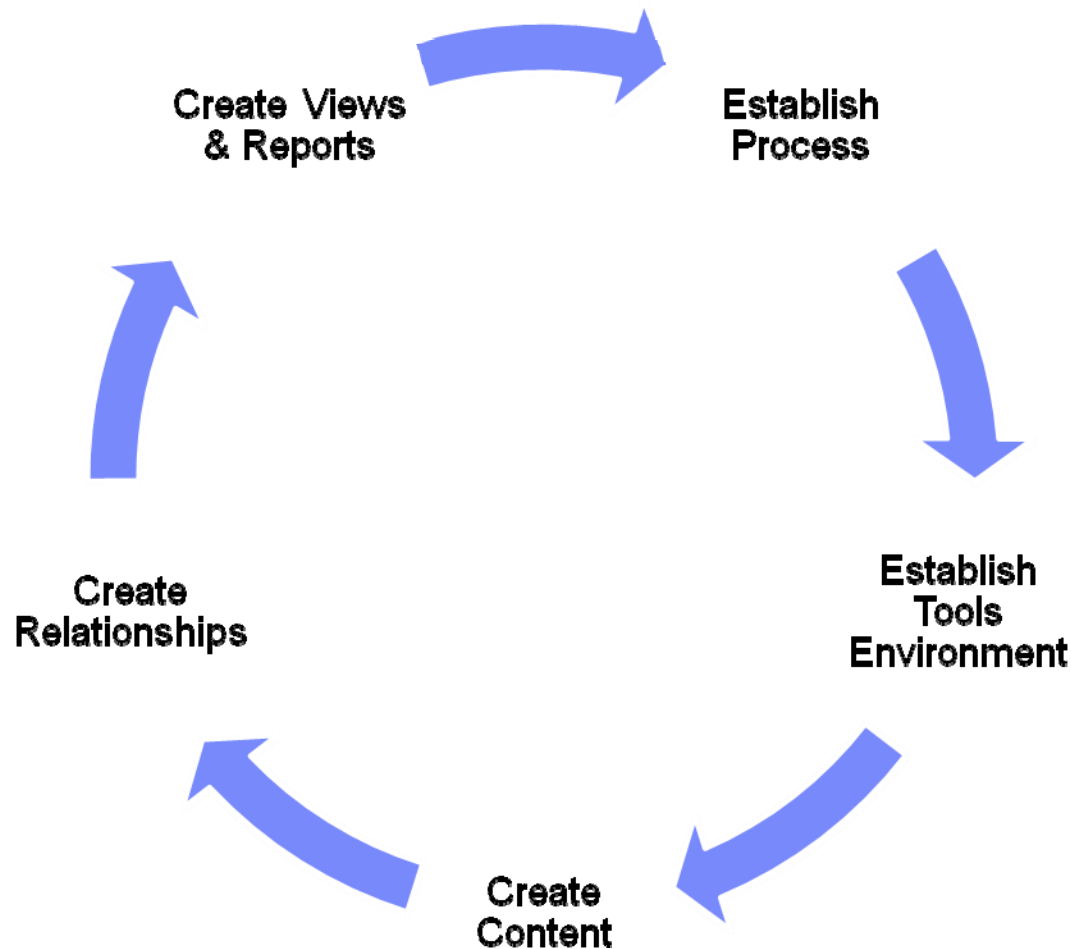 Create Views
& Reports
Establish
Process
Establish
Tools
Environment
Create
Content
Create
Relationships